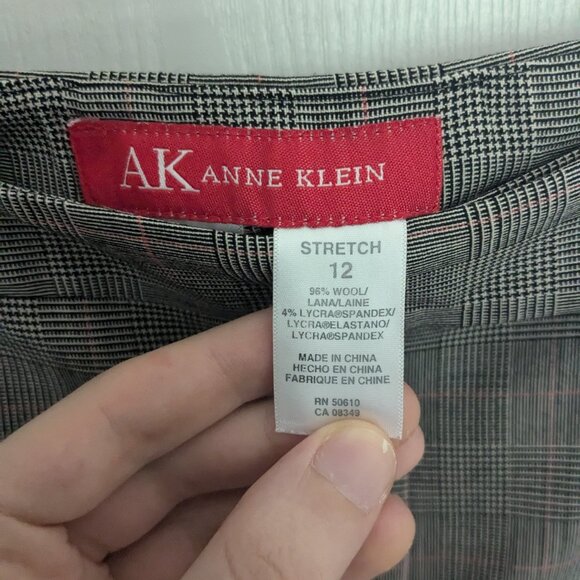 AK ANNE KLEIN
STRETCH
12
96% WOOL/
LANA/LAINE
4% LYCRA®SPANDEX/
LYCRA®ELASTANO/
LYCRA®SPANDEX
MADE IN CHINA
HECHO EN CHINA
FABRIQUE EN CHINE
RN 50610
CA 08349